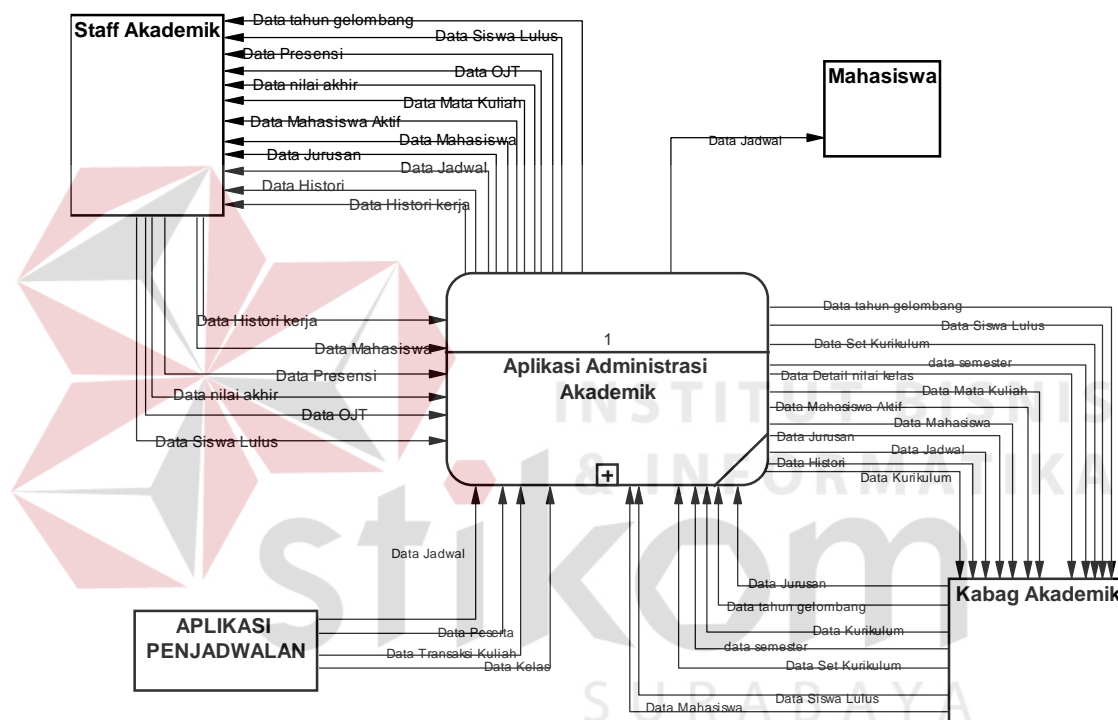 Staff Akademik
Data tahun gelombang
Data Siswa Lulus
Data Presensi
Data OJT
Data nilai akhir
Data Mata Kuliah
Data Mahasiswa Aktif
Data Mahasiswa
Data Jurusan
Data Jadwal
Data Histori
Data Histori kerja
Mahasiswa
Data Jadwal
Data Histori kerja
Data Mahasiswa
Data Presensi
Data nilai akhir
Data OJT
Data Siswa Lulus
1
Aplikasi Administrasi
Akademik
+
Data tahun gelombang
Data Siswa Lulus
Data Set Kurikulum
data semester
Data Detail nilai kelas
Data Mata Kuliah
Data Mahasiswa Aktif
Data Mahasiswa
Data Jurusan
Data Jadwal
Data Histori
Data Kurikulum
INSTITUT BISNIS
& INFORMATIKA
stikom
SURABAYA
Data Jadwal
APLIKASI
PENJADWALAN
Data Peserta
Data Transaksi Kuliah
Data Kelas
Kabag Akademik
Data Jurusan
Data tahun gelombang
Data Kurikulum
data semester
Data Set Kurikulum
Data Siswa Lulus
Data Mahasiswa